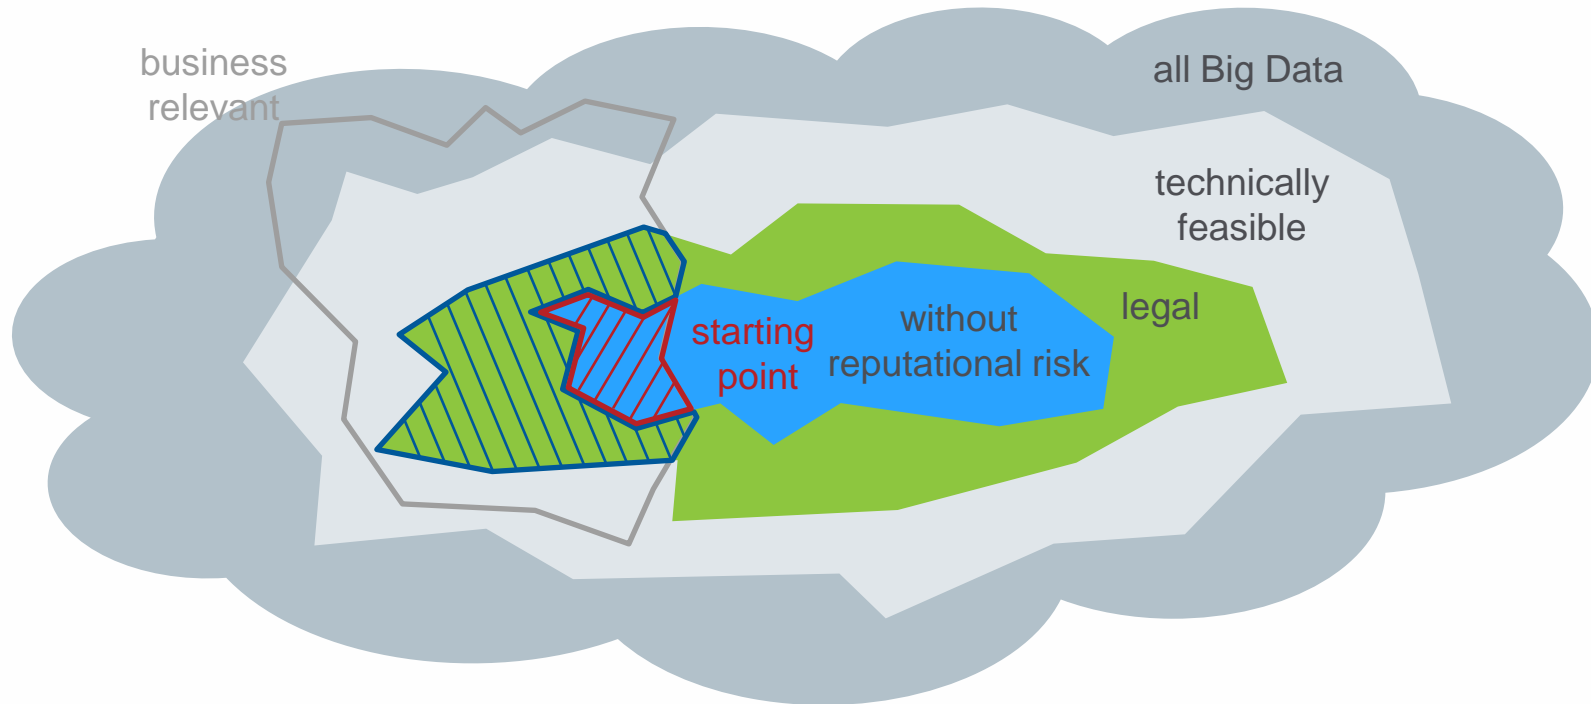 business
relevant
all Big Data
technically
feasible
legal
without
reputational risk
starting
point